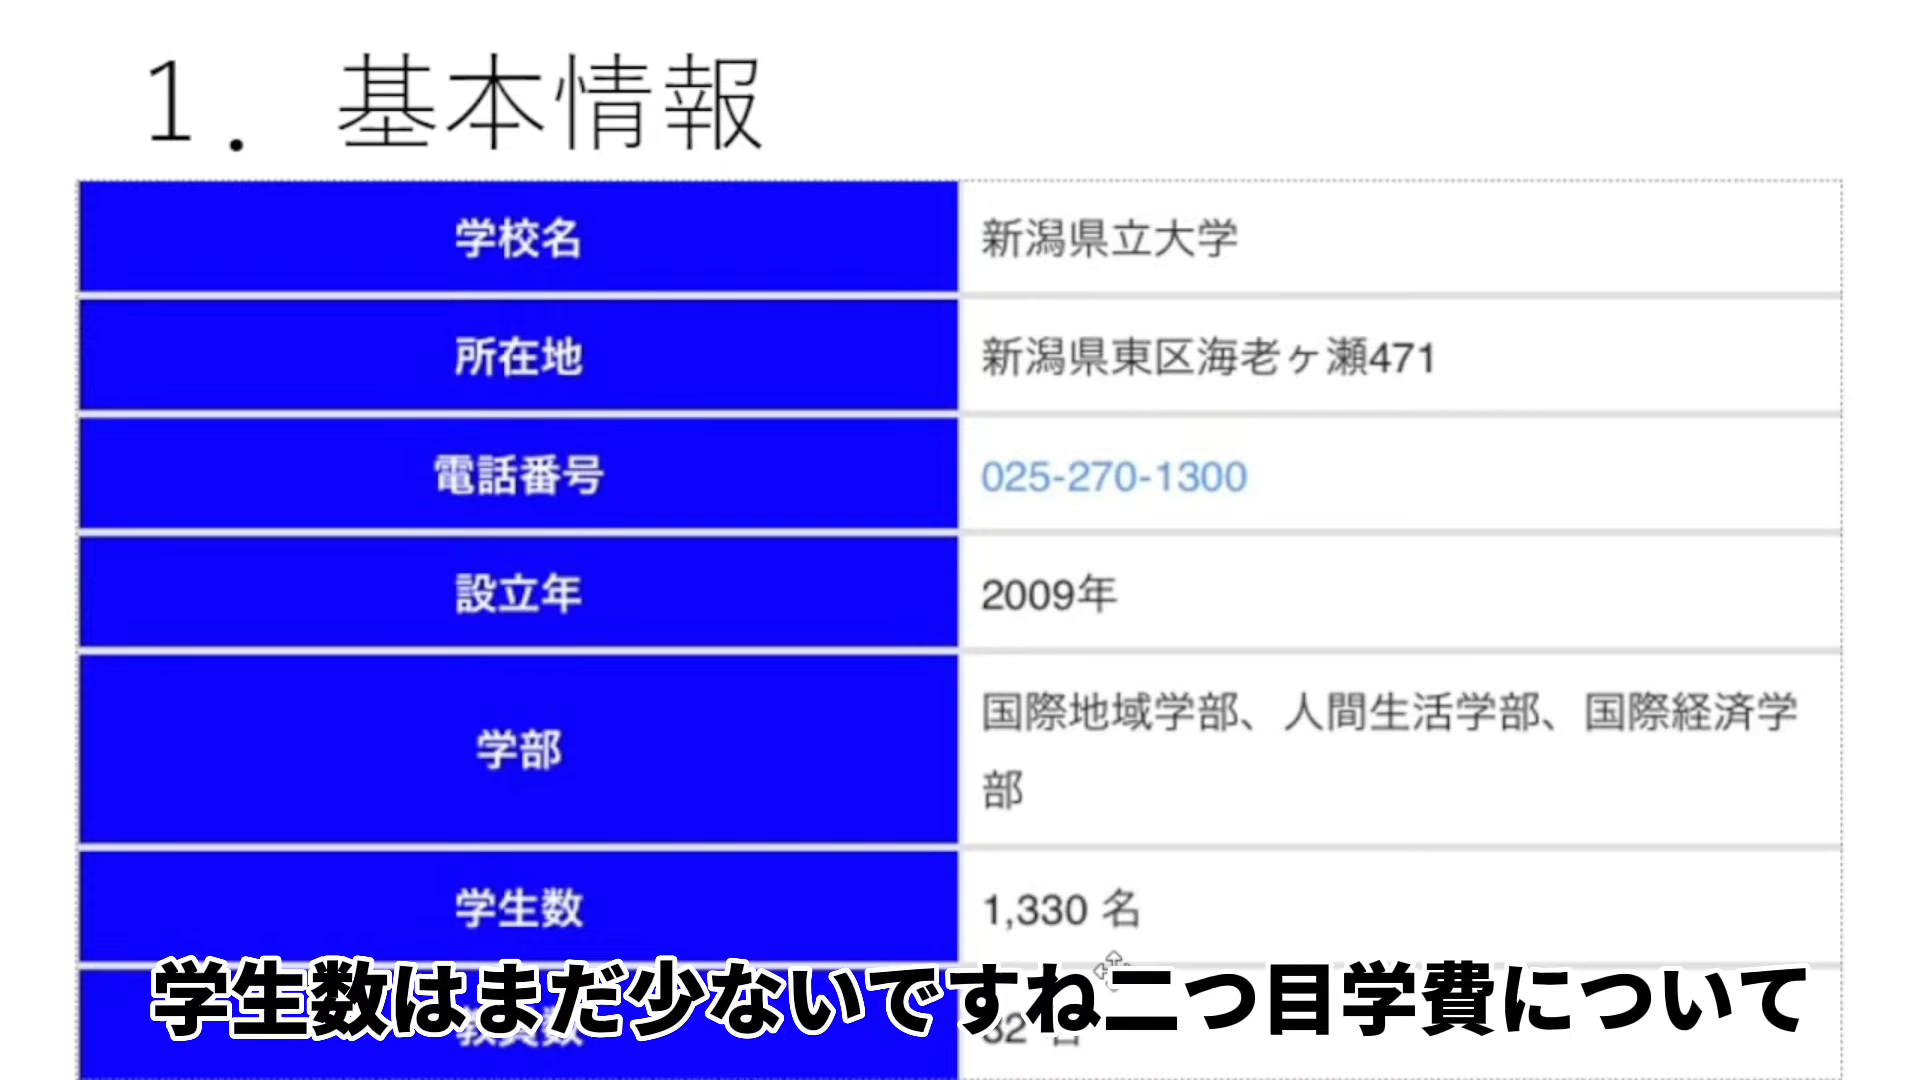 1. 基本情報
学校名
新潟県立大学
所在地
新潟県東区海老ヶ瀬471
電話番号
025-270-1300
設立年
2009年
学部
国際地域学部、人間生活学部、国際経済学
部
学生数
1,330 名
学生数はまだ少ないですね二つ目学費について